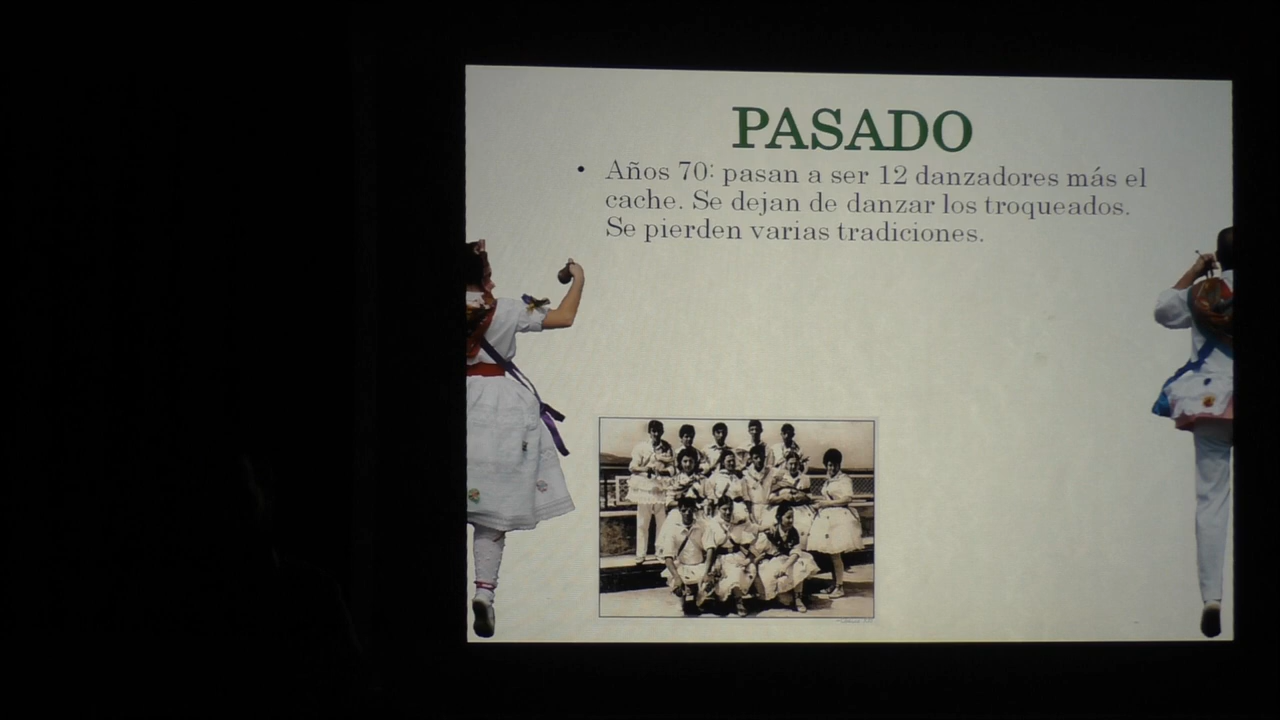 PASADO
• Años 70: pasan a ser 12 danzadores más el
cache. Se dejan de danzar los troqueados.
Se pierden varias tradiciones.